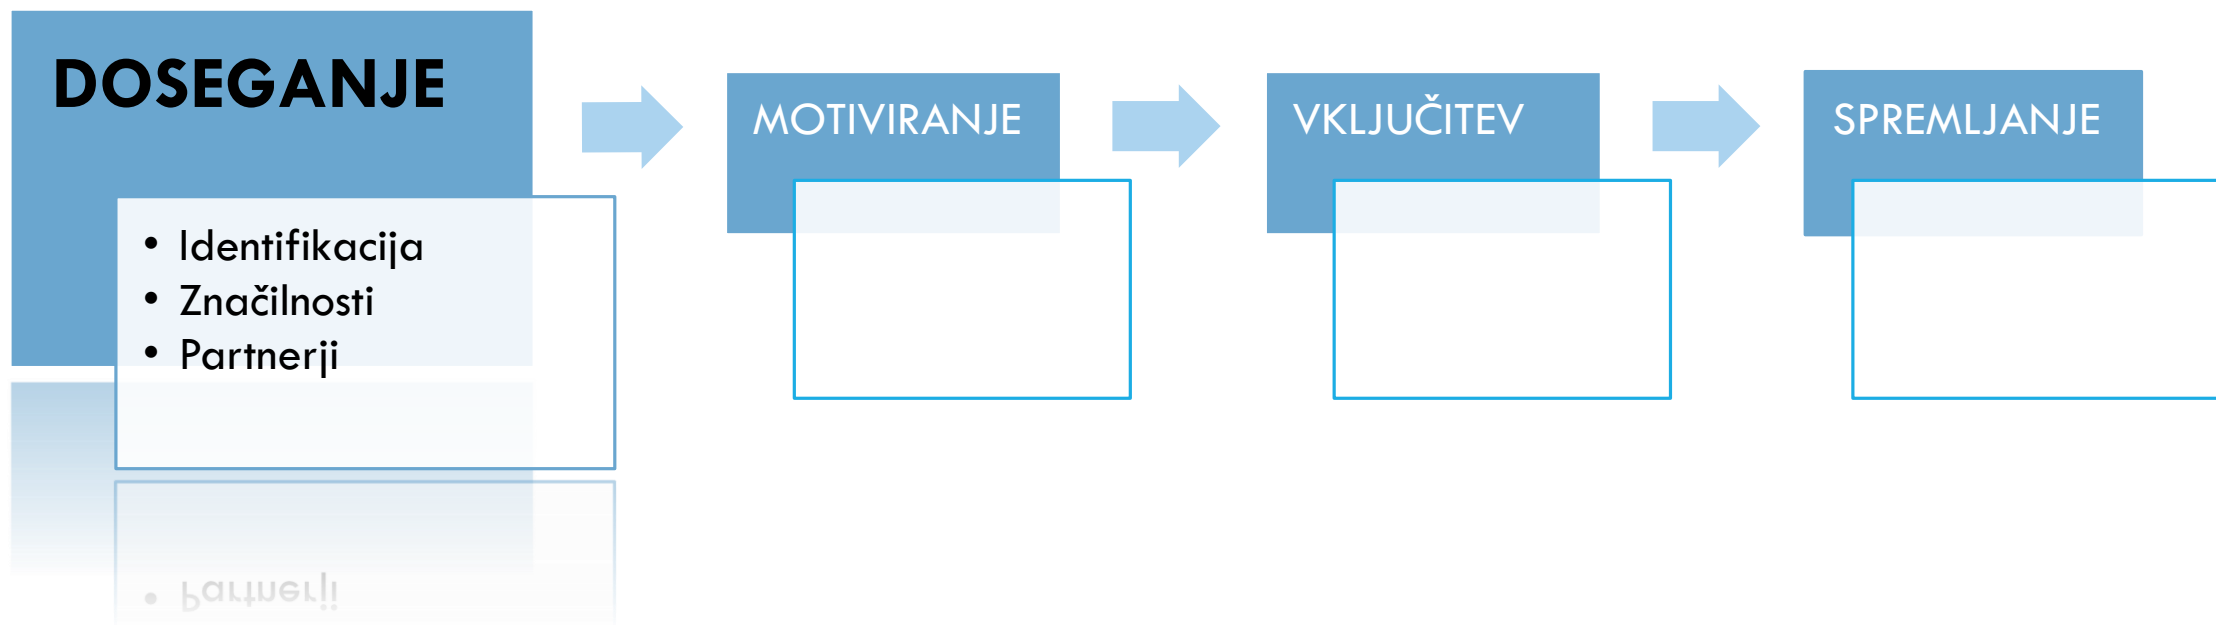 DOSEGANJE
• Identifikacija
• Značilnosti
• Partnerji
MOTIVIRANJE
VKLJUČITEV
SPREMLJANJE